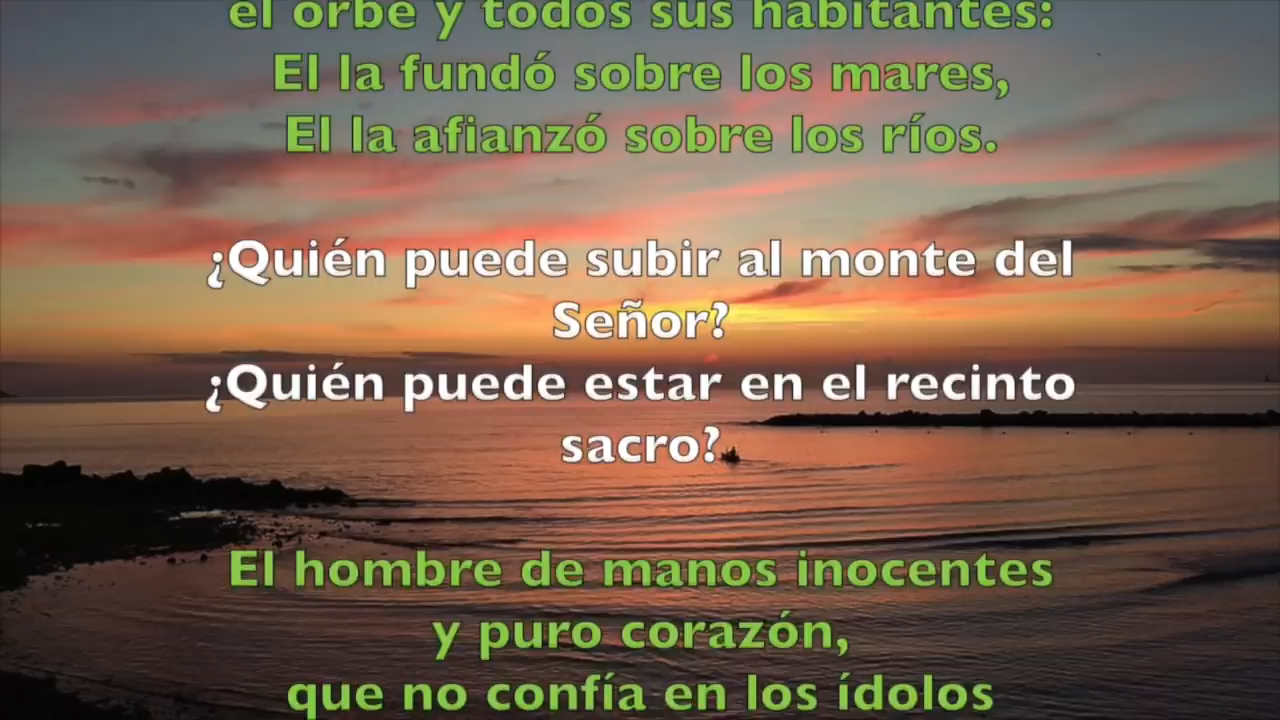 el orbe y todos sus habitantes:
El la fundó sobre los mares,
El la afianzó sobre los ríos.
¿Quién puede subir al monte del
Señor?
¿Quién puede estar en el recinto
sacro?
El hombre de manos inocentes
y puro corazón,
que no confía en los ídolos